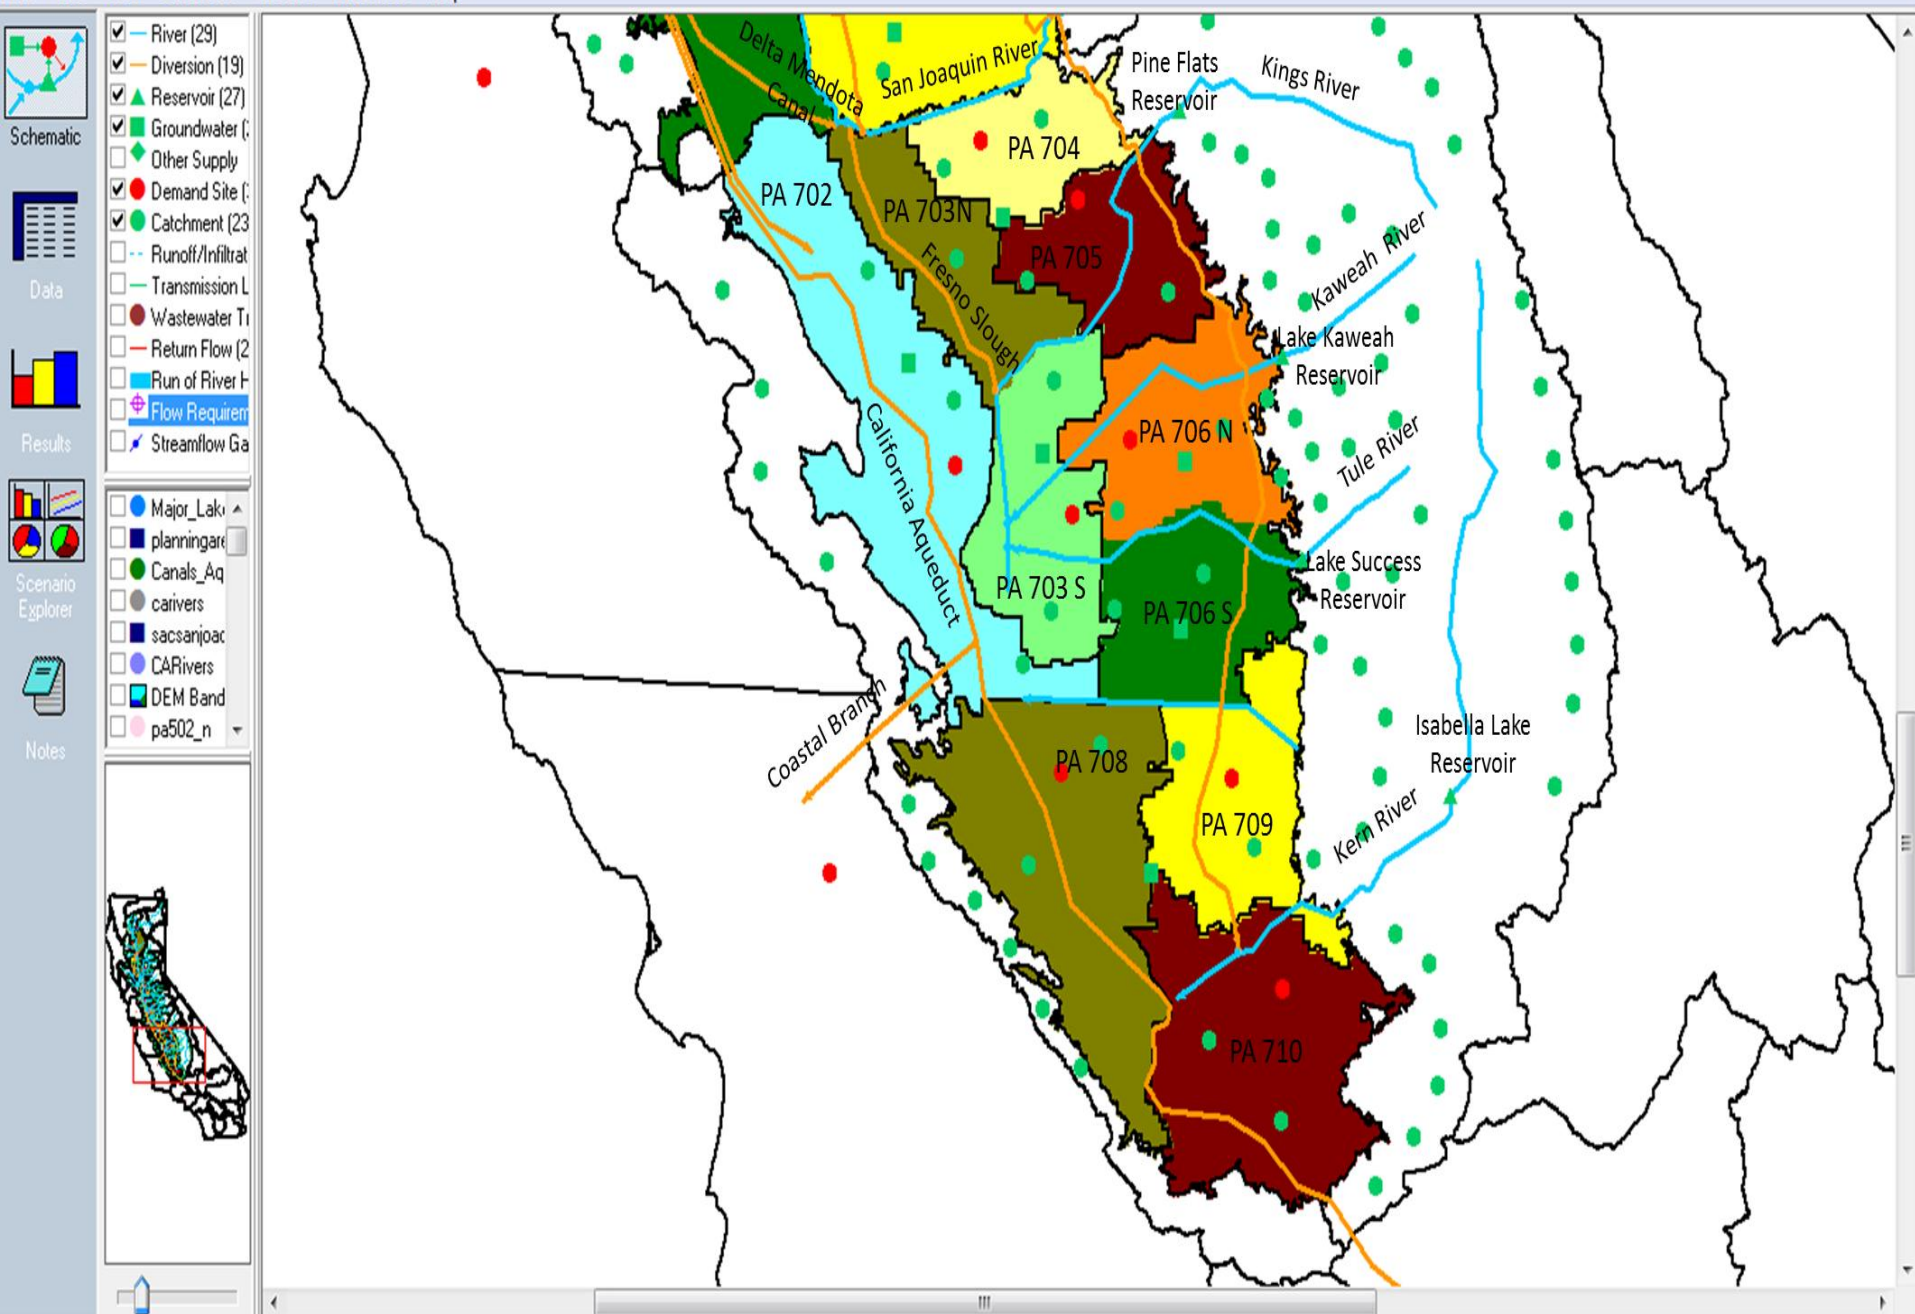 Schematic
Data
Results
Scenario
Explorer
Notes
River (29)
Diversion (19)
Reservoir (27)
Groundwater (
Other Supply
Demand Site (
Catchment (23
Runoff/Infiltrat
Transmission L
Wastewater Tr
Return Flow (2
Run of River H
Flow Requirem
Streamflow Ga
Major_Lak
planningare
Canals_Aq
carivers
sacsanjoac
CARivers
DEM Band
pa502_n
Delta Mendota
Canal
San Joaquin River
Pine Flats
Reservoir
Kings River
PA 704
PA 702
PA 703N
PA 705
Fresno Slough
Kaweah River
Lake Kaweah
Reservoir
PA 706 N
Tule River
California Aqueduct
PA 703 S
PA 706 S
Lake Success
Reservoir
Coastal Branch
PA 708
PA 709
Isabella Lake
Reservoir
Kern River
PA 710